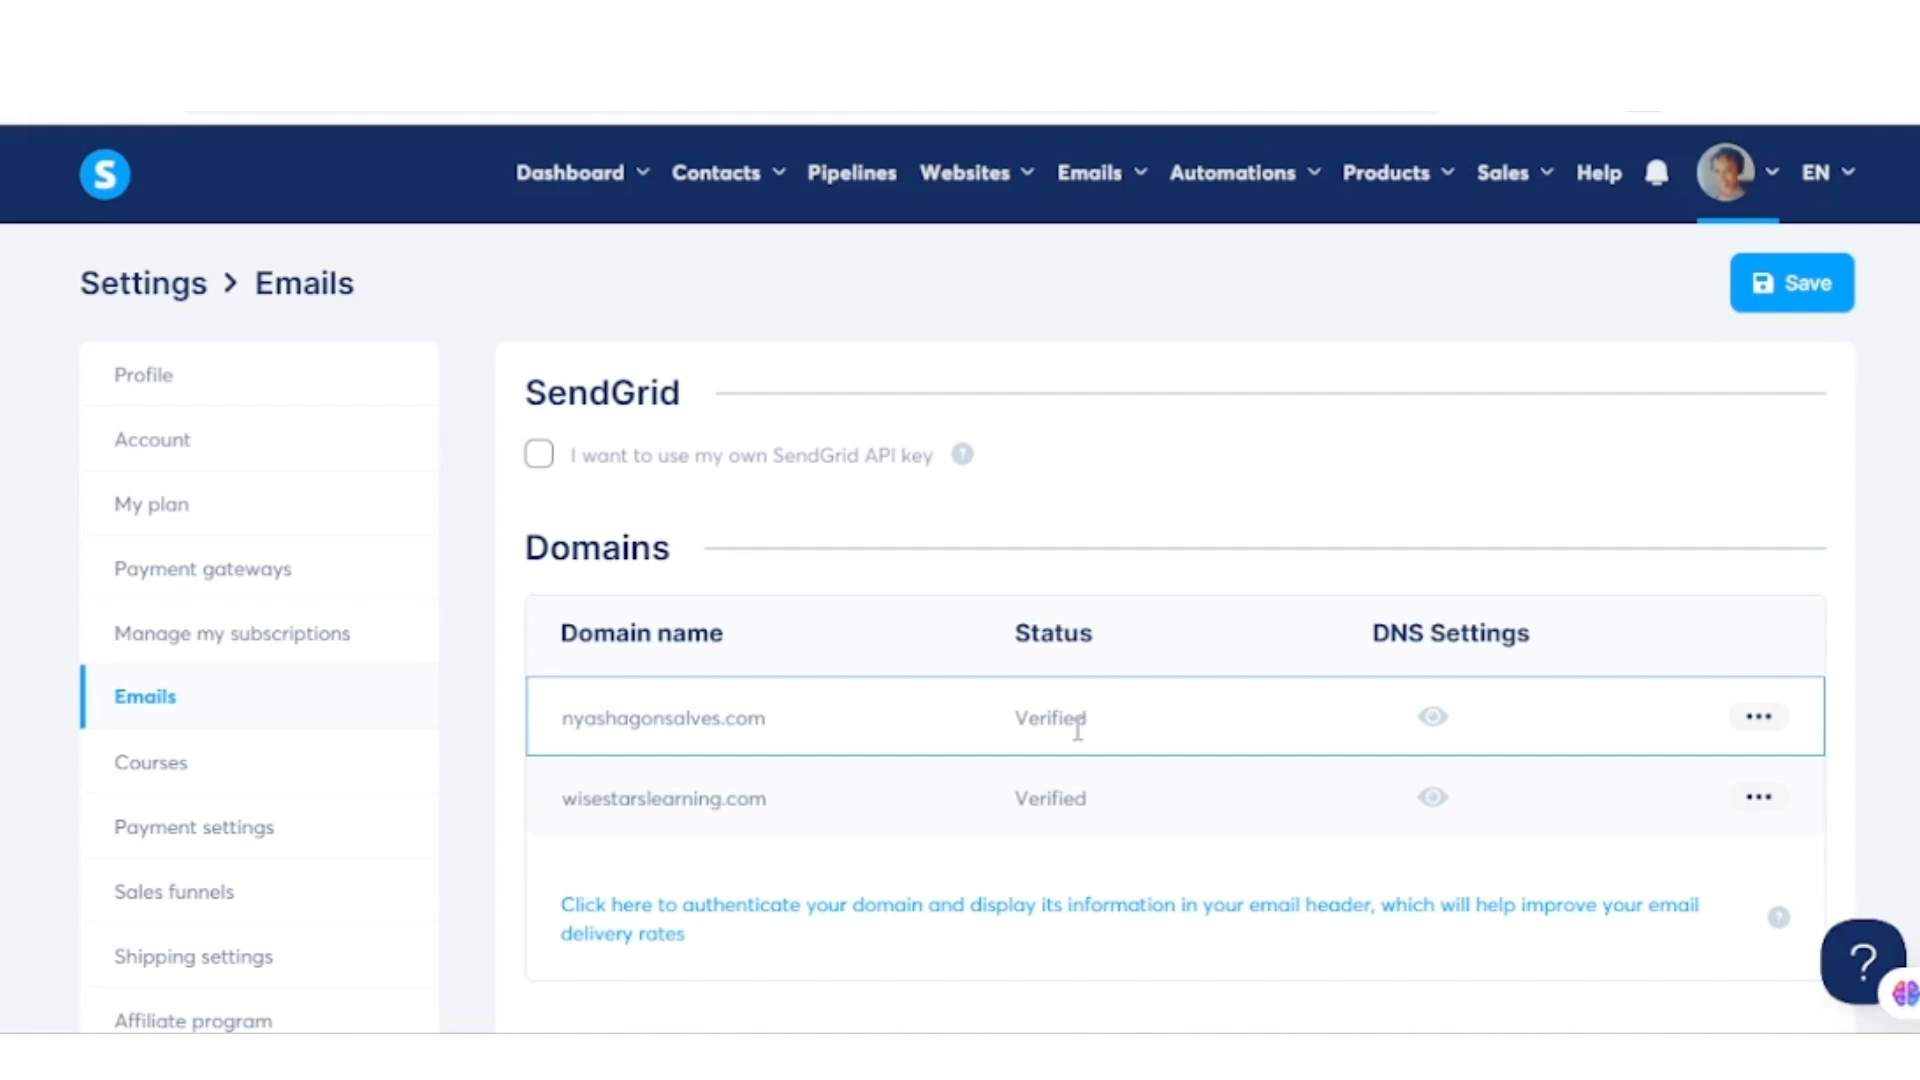 S
Dashboard Contacts Pipelines Websites Emails Automations Products Sales Help EN
Settings > Emails
Save
Profile
Account
My plan
Payment gateways
Manage my subscriptions
Emails
Courses
Payment settings
Sales funnels
Shipping settings
Affiliate program
SendGrid
I want to use my own SendGrid API key ?
Domains
Domain name Status DNS Settings
nyashagonsalves.com Verified ...
wisestarslearning.com Verified ...
Click here to authenticate your domain and display its information in your email header, which will help improve your email
delivery rates
?
?